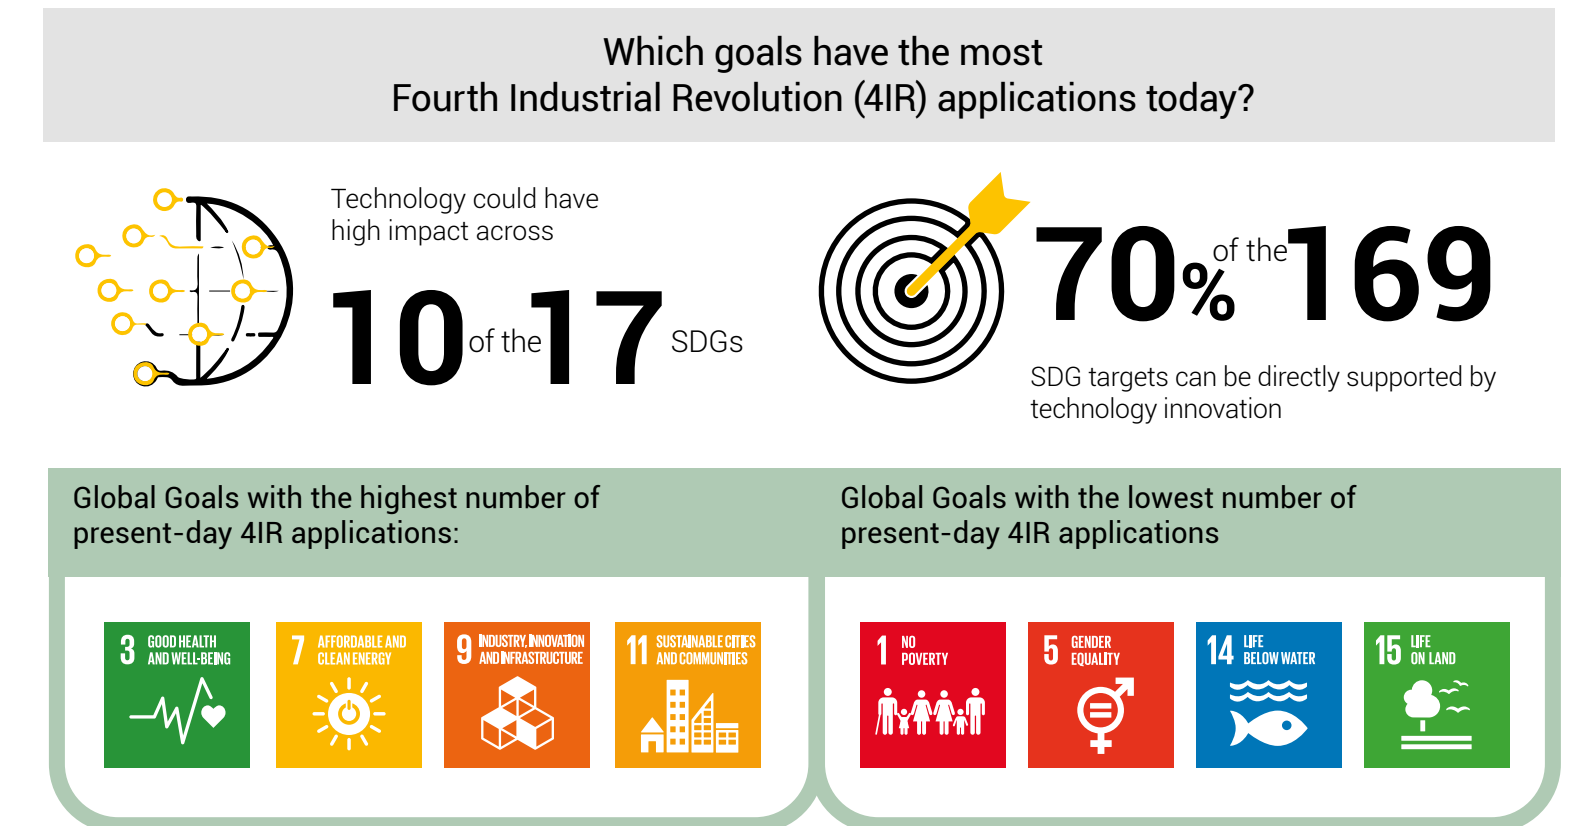 Which goals have the most
Fourth Industrial Revolution (4IR) applications today?
Technology could have
high impact across
10 of the 17 SDGs
70% of the 169
SDG targets can be directly supported by
technology innovation
Global Goals with the highest number of
present-day 4IR applications:
3 GOOD HEALTH
AND WELL-BEING
7 AFFORDABLE AND
CLEAN ENERGY
9 INDUSTRY, INNOVATION
AND INFRASTRUCTURE
11 SUSTAINABLE CITIES
AND COMMUNITIES
Global Goals with the lowest number of
present-day 4IR applications
1 NO
POVERTY
5 GENDER
EQUALITY
14 LIFE
BELOW WATER
15 LIFE
ON LAND